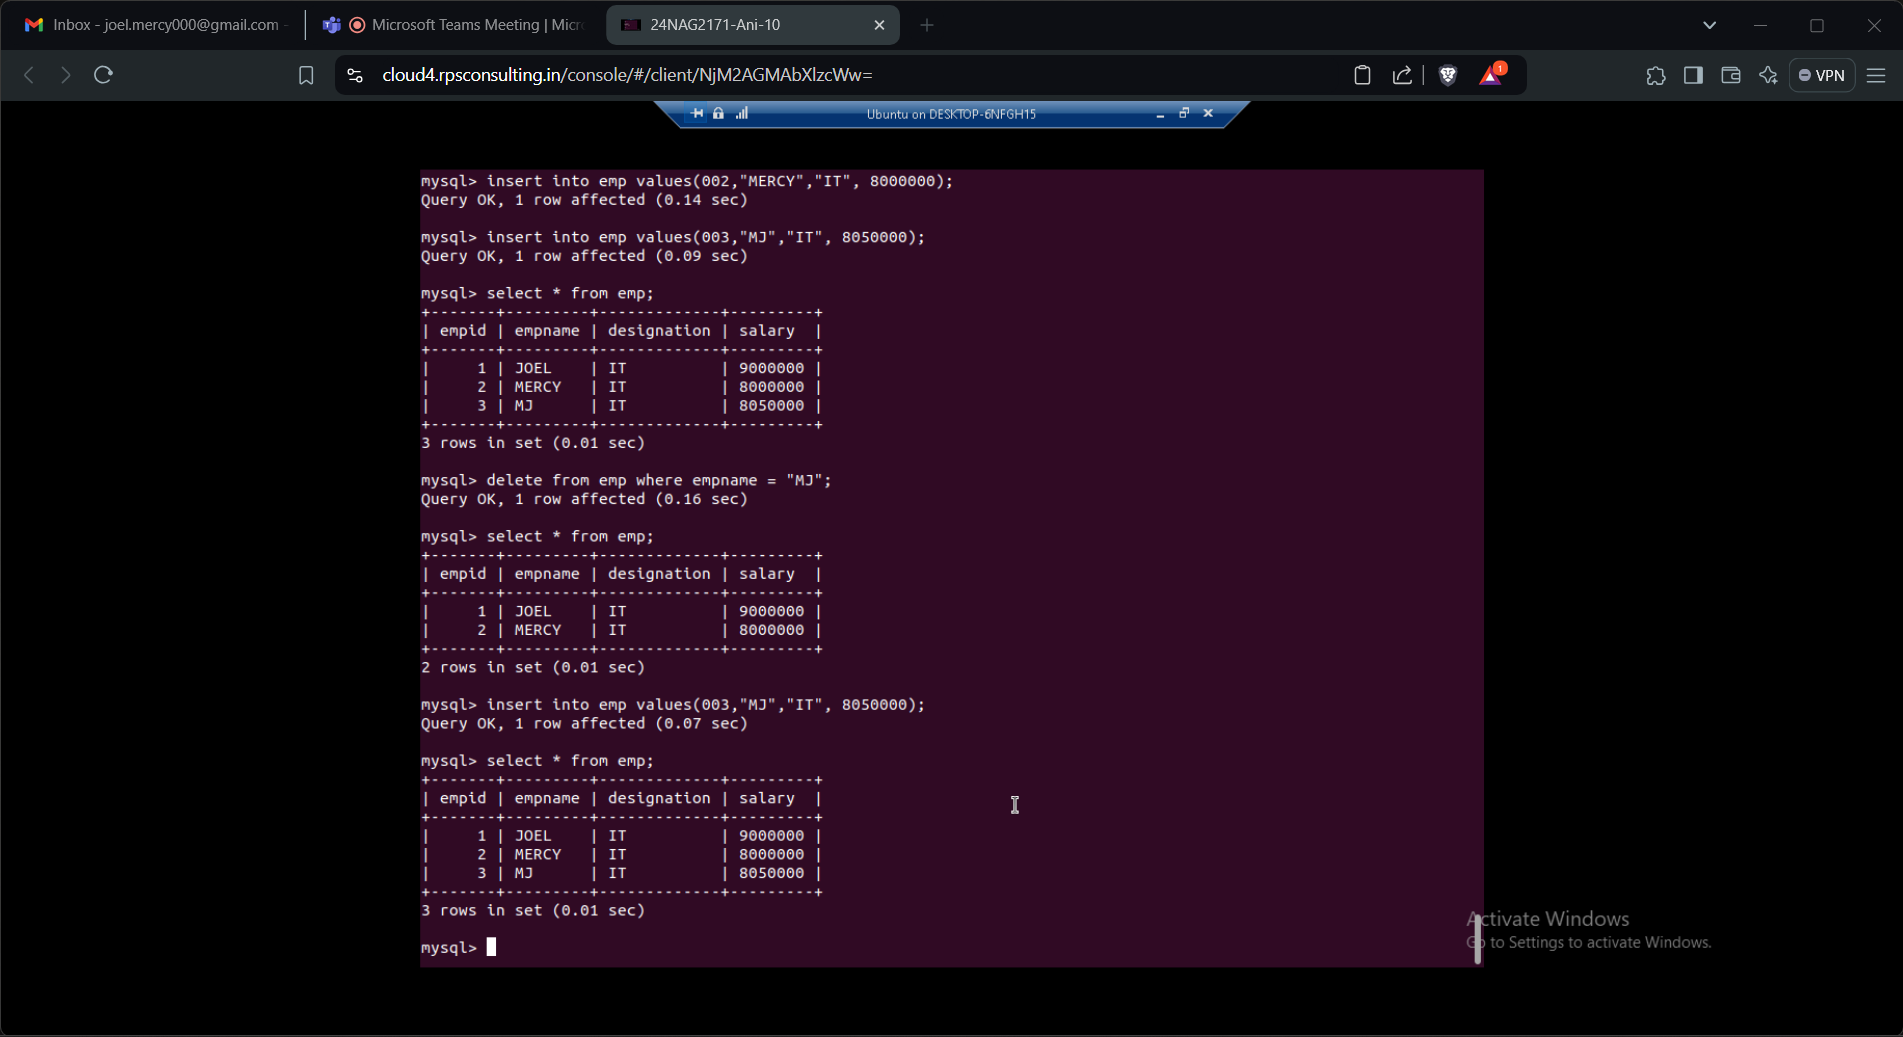 Inbox - joel.mercy000@gmail.com -
Microsoft Teams Meeting | Micr
24NAG2171-Ani-10
cloud4.rpsconsulting.in/console/#/client/NjM2AGMAbXlzcWw=
1
VPN
Ubuntu on DESKTOP-6NFGH15
mysql> insert into emp values(002,"MERCY","IT", 8000000);
Query OK, 1 row affected (0.14 sec)
mysql> insert into emp values(003,"MJ","IT", 8050000);
Query OK, 1 row affected (0.09 sec)
mysql> select * from emp;
+-------+---------+-------------+---------+
| empid | empname | designation | salary  |
+-------+---------+-------------+---------+
|     1 | JOEL    | IT          | 9000000 |
|     2 | MERCY   | IT          | 8000000 |
|     3 | MJ      | IT          | 8050000 |
+-------+---------+-------------+---------+
3 rows in set (0.01 sec)
mysql> delete from emp where empname = "MJ";
Query OK, 1 row affected (0.16 sec)
mysql> select * from emp;
+-------+---------+-------------+---------+
| empid | empname | designation | salary  |
+-------+---------+-------------+---------+
|     1 | JOEL    | IT          | 9000000 |
|     2 | MERCY   | IT          | 8000000 |
+-------+---------+-------------+---------+
2 rows in set (0.01 sec)
mysql> insert into emp values(003,"MJ","IT", 8050000);
Query OK, 1 row affected (0.07 sec)
mysql> select * from emp;
+-------+---------+-------------+---------+
| empid | empname | designation | salary  |
+-------+---------+-------------+---------+
|     1 | JOEL    | IT          | 9000000 |
|     2 | MERCY   | IT          | 8000000 |
|     3 | MJ      | IT          | 8050000 |
+-------+---------+-------------+---------+
3 rows in set (0.01 sec)
mysql>
Activate Windows
Go to Settings to activate Windows.